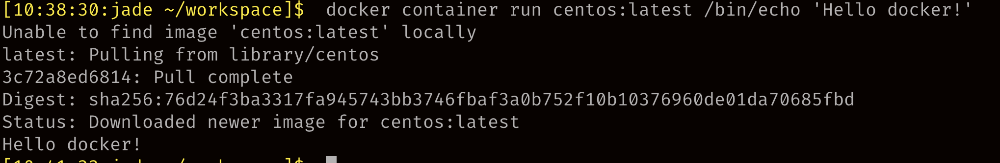 [10:38:30:jade ~/workspace]$ docker container run centos:latest /bin/echo 'Hello docker!'
Unable to find image 'centos:latest' locally
latest: Pulling from library/centos
3c72a8ed6814: Pull complete
Digest: sha256:76d24f3ba3317fa945743bb3746fbaf3a0b752f10b10376960de01da70685fbd
Status: Downloaded newer image for centos:latest
Hello docker!